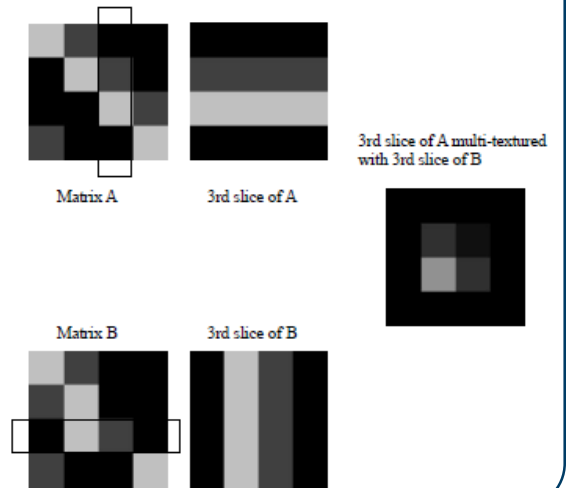 Matrix A
3rd slice of A
3rd slice of A multi-textured
with 3rd slice of B
Matrix B
3rd slice of B